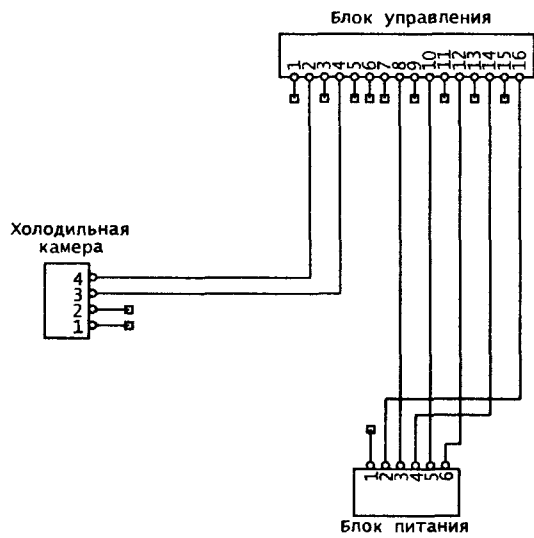 Блок управления
1 2 3 4 5 6 7 8 9 10 11 12 13 14 15 16
Холодильная
камера
4
3
2
1
1 2 3 4 5 6
Блок питания